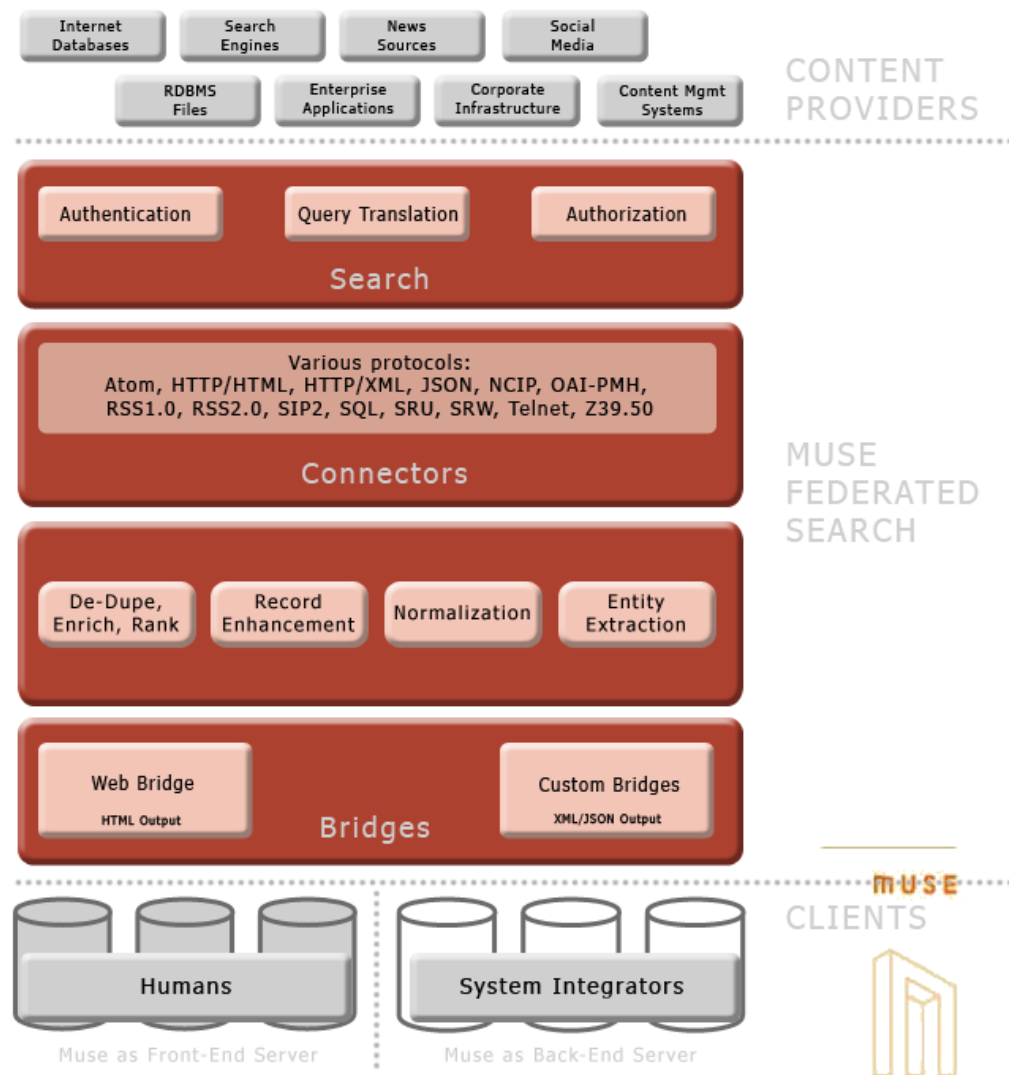 Internet
Databases
Search
Engines
News
Sources
Social
Media
RDBMS
Files
Enterprise
Applications
Corporate
Infrastructure
Content Mgmt
Systems
CONTENT
PROVIDERS
Authentication
Query Translation
Authorization
Search
Various protocols:
Atom, HTTP/HTML, HTTP/XML, JSON, NCIP, OAI-PMH,
RSS1.0, RSS2.0, SIP2, SQL, SRU, SRW, Telnet, Z39.50
Connectors
MUSE
FEDERATED
SEARCH
De-Dupe,
Enrich, Rank
Record
Enhancement
Normalization
Entity
Extraction
Web Bridge
HTML Output
Custom Bridges
XML/JSON Output
Bridges
MUSE
CLIENTS
Humans
System Integrators
Muse as Front-End Server
Muse as Back-End Server